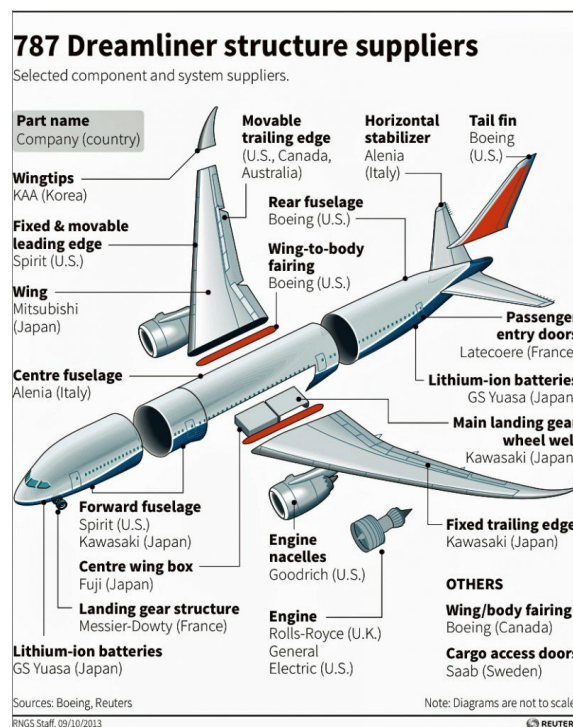 787 Dreamliner structure suppliers
Selected component and system suppliers.
Part name
Company (country)
Wingtips
KAA (Korea)
Fixed & movable
leading edge
Spirit (U.S.)
Wing
Mitsubishi
(Japan)
Centre fuselage
Alenia (Italy)
Movable
trailing edge
(U.S., Canada,
Australia)
Rear fuselage
Boeing (U.S.)
Wing-to-body
fairing
Boeing (U.S.)
Horizontal
stabilizer
Alenia
(Italy)
Tail fin
Boeing
(U.S.)
Passenger
entry doors
Latecoere (France
Lithium-ion batteries
GS Yuasa (Japan
Main landing gear
wheel well
Kawasaki (Japan
Forward fuselage
Spirit (U.S.)
Kawasaki (Japan)
Centre wing box
Fuji (Japan)
Landing gear structure
Messier-Dowty (France)
Lithium-ion batteries
GS Yuasa (Japan)
Engine
nacelles
Goodrich (U.S.)
Engine
Rolls-Royce (U.K.)
General
Electric (U.S.)
Fixed trailing edge
Kawasaki (Japan)
OTHERS
Wing/body fairing
Boeing (Canada)
Cargo access doors
Saab (Sweden)
Sources: Boeing, Reuters
Note: Diagrams are not to scale
RNGS Staff, 09/10/2013
REUTER